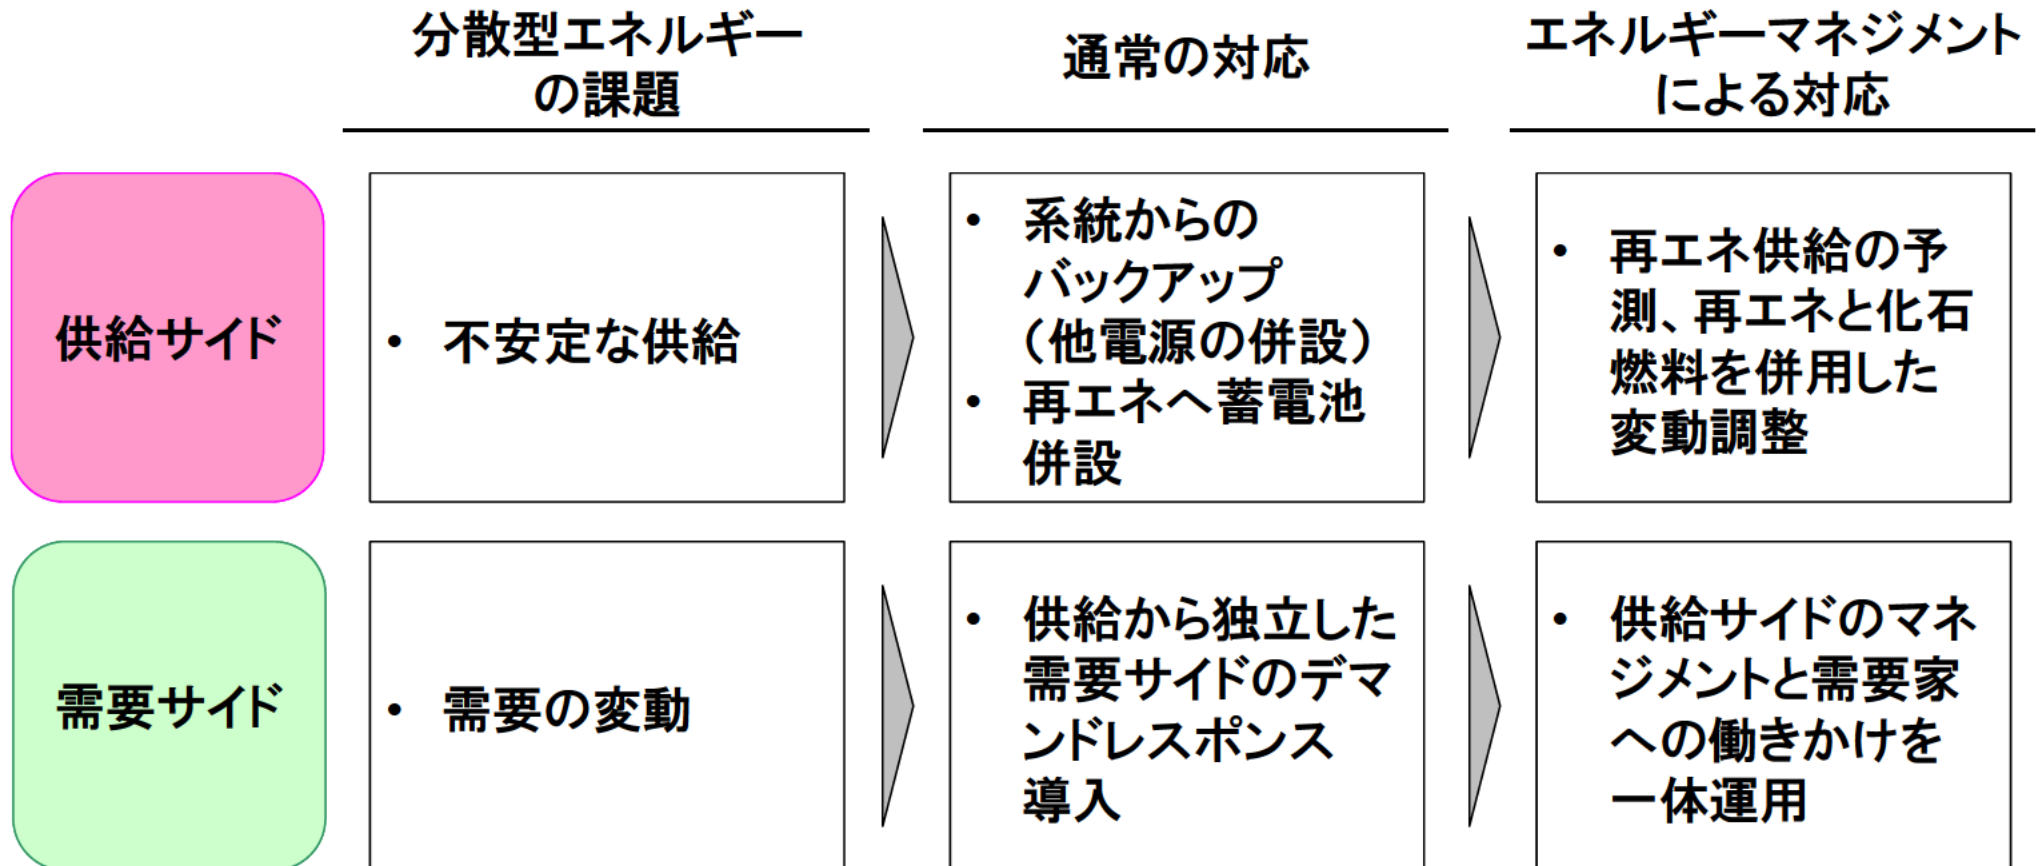 分散型エネルギー
の課題
通常の対応
エネルギーマネジメント
による対応
供給サイド
• 不安定な供給
• 系統からの
バックアップ
（他電源の併設）
• 再エネへ蓄電池
併設
• 再エネ供給の予
測、再エネと化石
燃料を併用した
変動調整
需要サイド
• 需要の変動
• 供給から独立した
需要サイドのデマ
ンドレスポンス
導入
• 供給サイドのマネ
ジメントと需要家
への働きかけを
一体運用